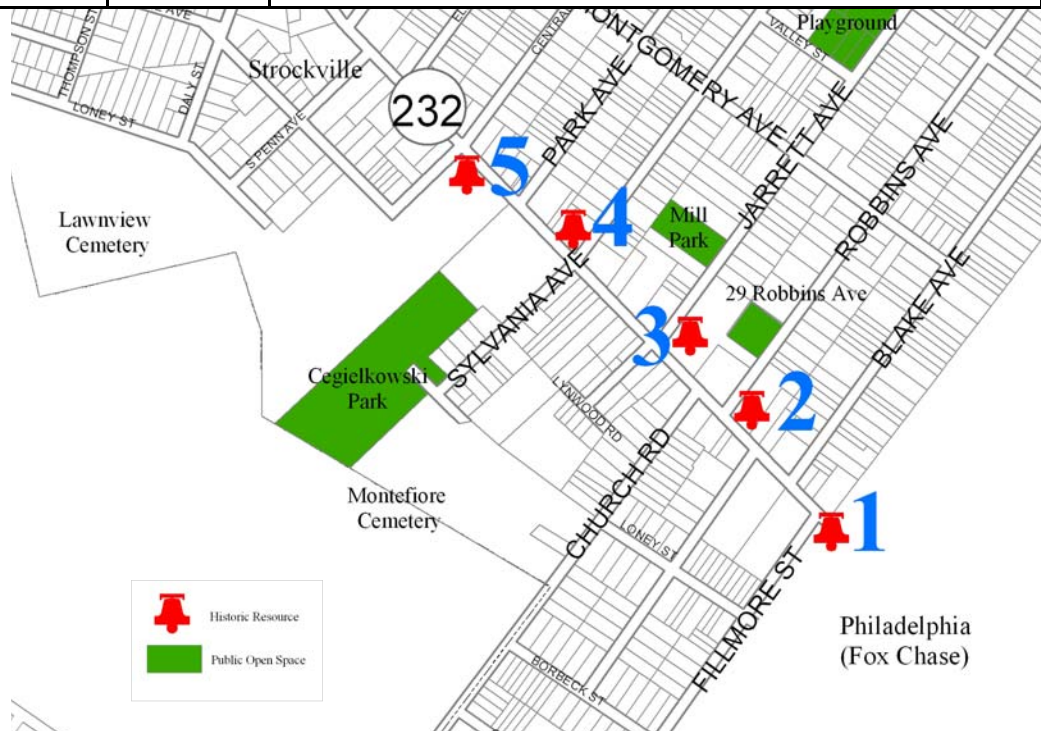 AVE
Playground
VALLEY ST
MONTGOMERY AVE
THOMPSON ST
CENTRAL
Strockville
DALY ST
232
LONEY ST
S PENN AVE
PARK AVE
JARRETT AVE
ROBBINS AVE
5
Lawnview
Cemetery
4
Mill
Park
SYLVANIA AVE
29 Robbins Ave
BLAKE AVE
3
Cegielkowski
Park
LYNWOOD RD
2
Montefiore
Cemetery
CHURCH RD
LONEY ST
1
FILLMORE ST
Historic Resource
Public Open Space
Philadelphia
(Fox Chase)
BORBECK ST